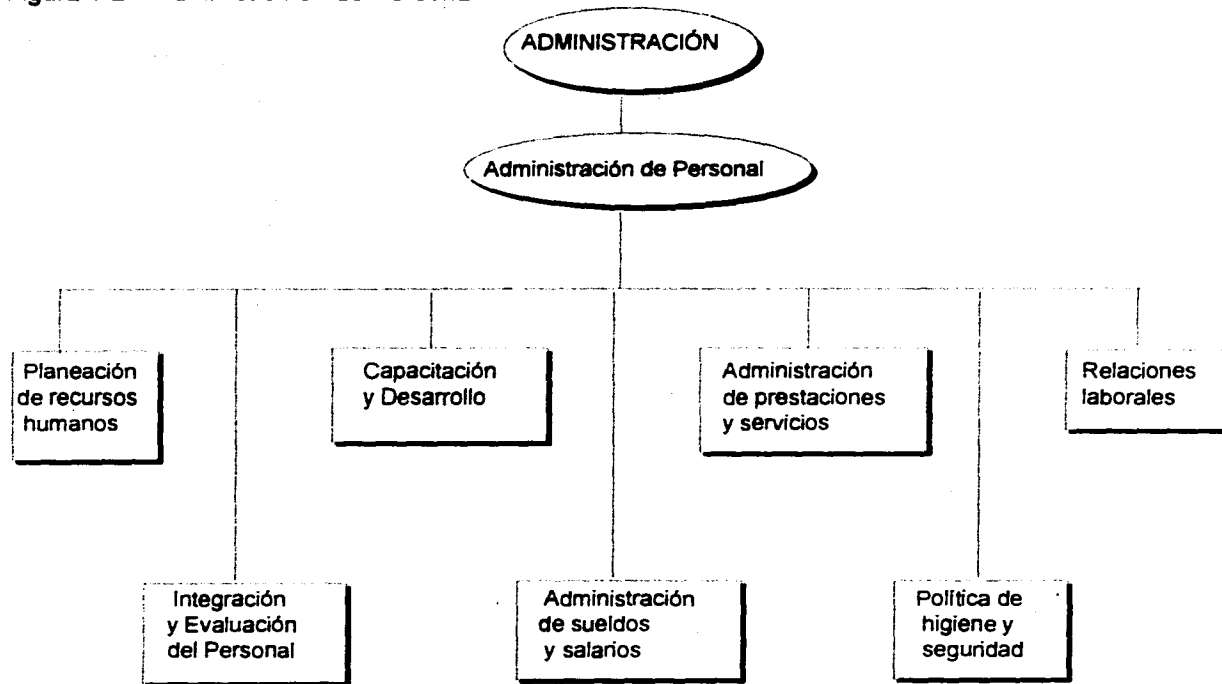 ADMINISTRACIÓN
Administración de Personal
Planeación
de recursos
humanos
Capacitación
y Desarrollo
Administración
de prestaciones
y servicios
Relaciones
laborales
Integración
y Evaluación
del Personal
Administración
de sueldos
y salarios
Política de
higiene y
seguridad